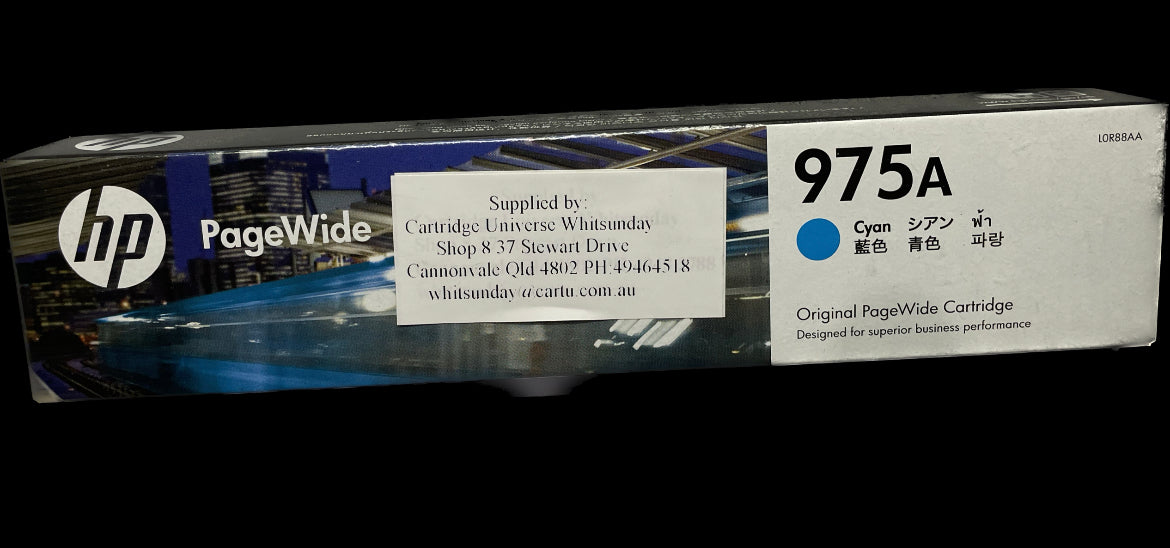 hp
PageWide
Supplied by:
Cartridge Universe Whitsunday
Shop 8 37 Stewart Drive
Cannonvale Qld 4802 PH:49464518
whitsunday@cartu.com.au
L0R88AA
975A
Cyan シアン ฟ้า
藍色 青色 파랑
Original PageWide Cartridge
Designed for superior business performance